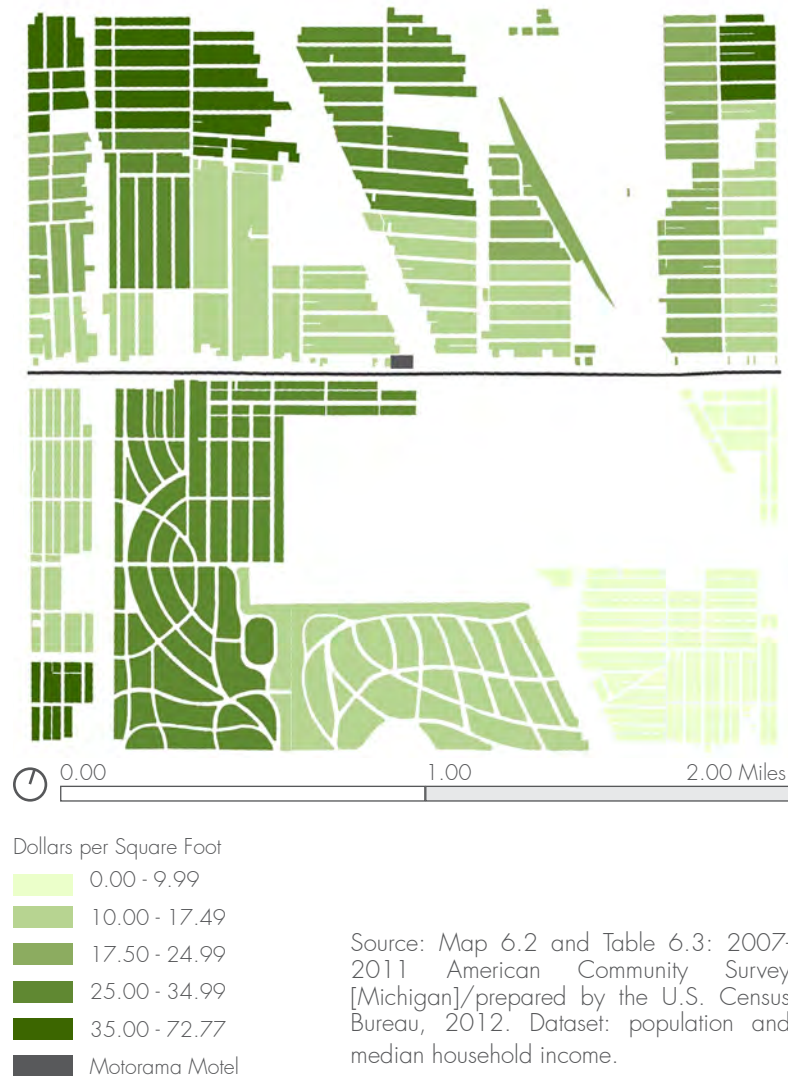 0.00 1.00 2.00 Miles
Dollars per Square Foot
0.00 - 9.99
10.00 - 17.49
17.50 - 24.99
25.00 - 34.99
35.00 - 72.77
Motorama Motel
Source: Map 6.2 and Table 6.3: 2007-
2011 American Community Survey
[Michigan]/prepared by the U.S. Census
Bureau, 2012. Dataset: population and
median household income.